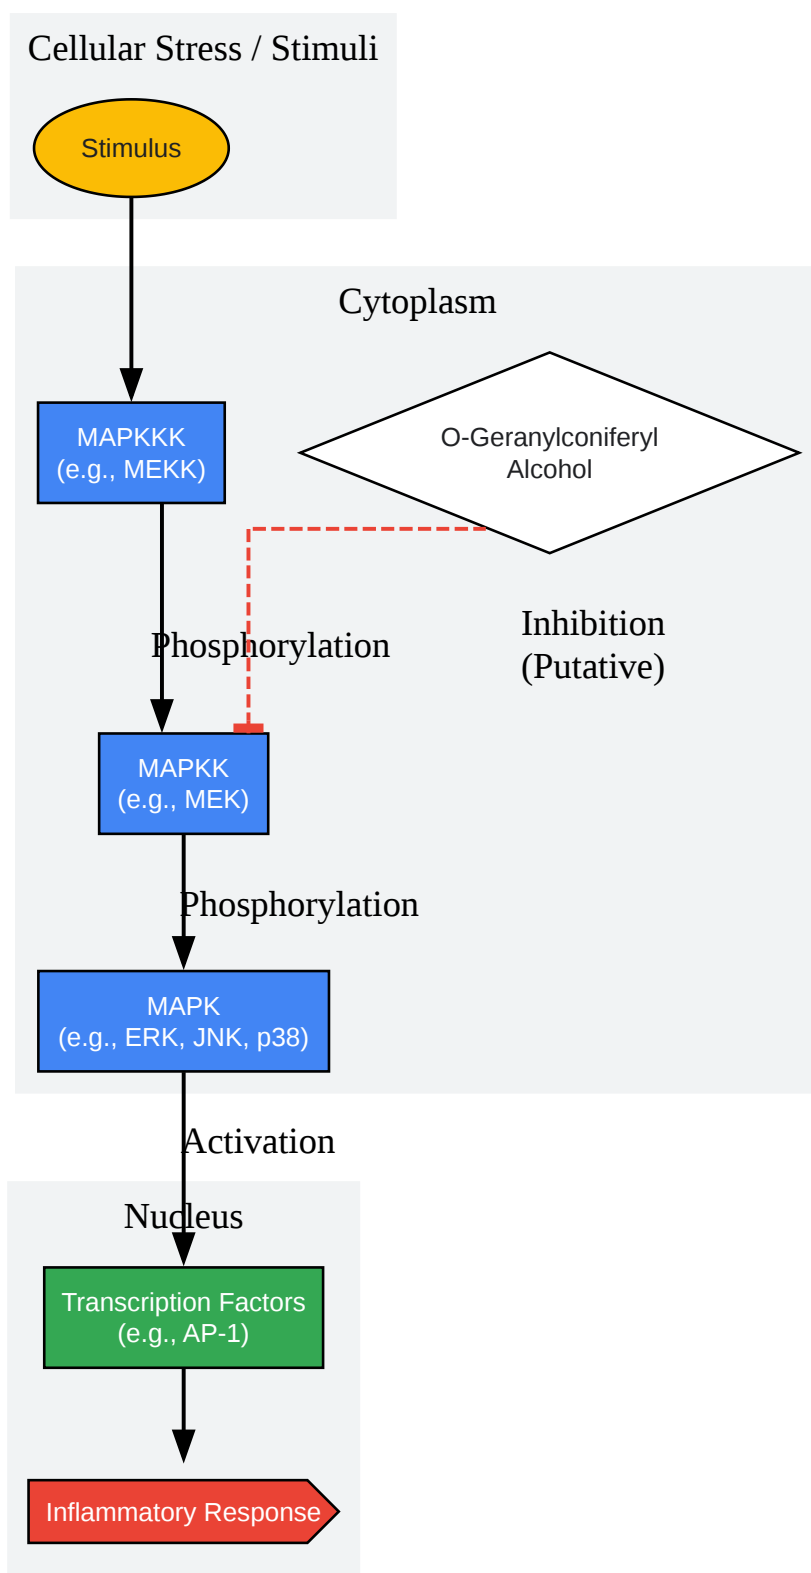 Cellular Stress / Stimuli
Stimulus
Cytoplasm
MAPKKK
(e.g., MEKK)
O-Geranylconiferyl
Alcohol
Phosphorylation
Inhibition
(Putative)
MAPKK
(e.g., MEK)
Phosphorylation
MAPK
(e.g., ERK, JNK, p38)
Activation
Nucleus
Transcription Factors
(e.g., AP-1)
Inflammatory Response